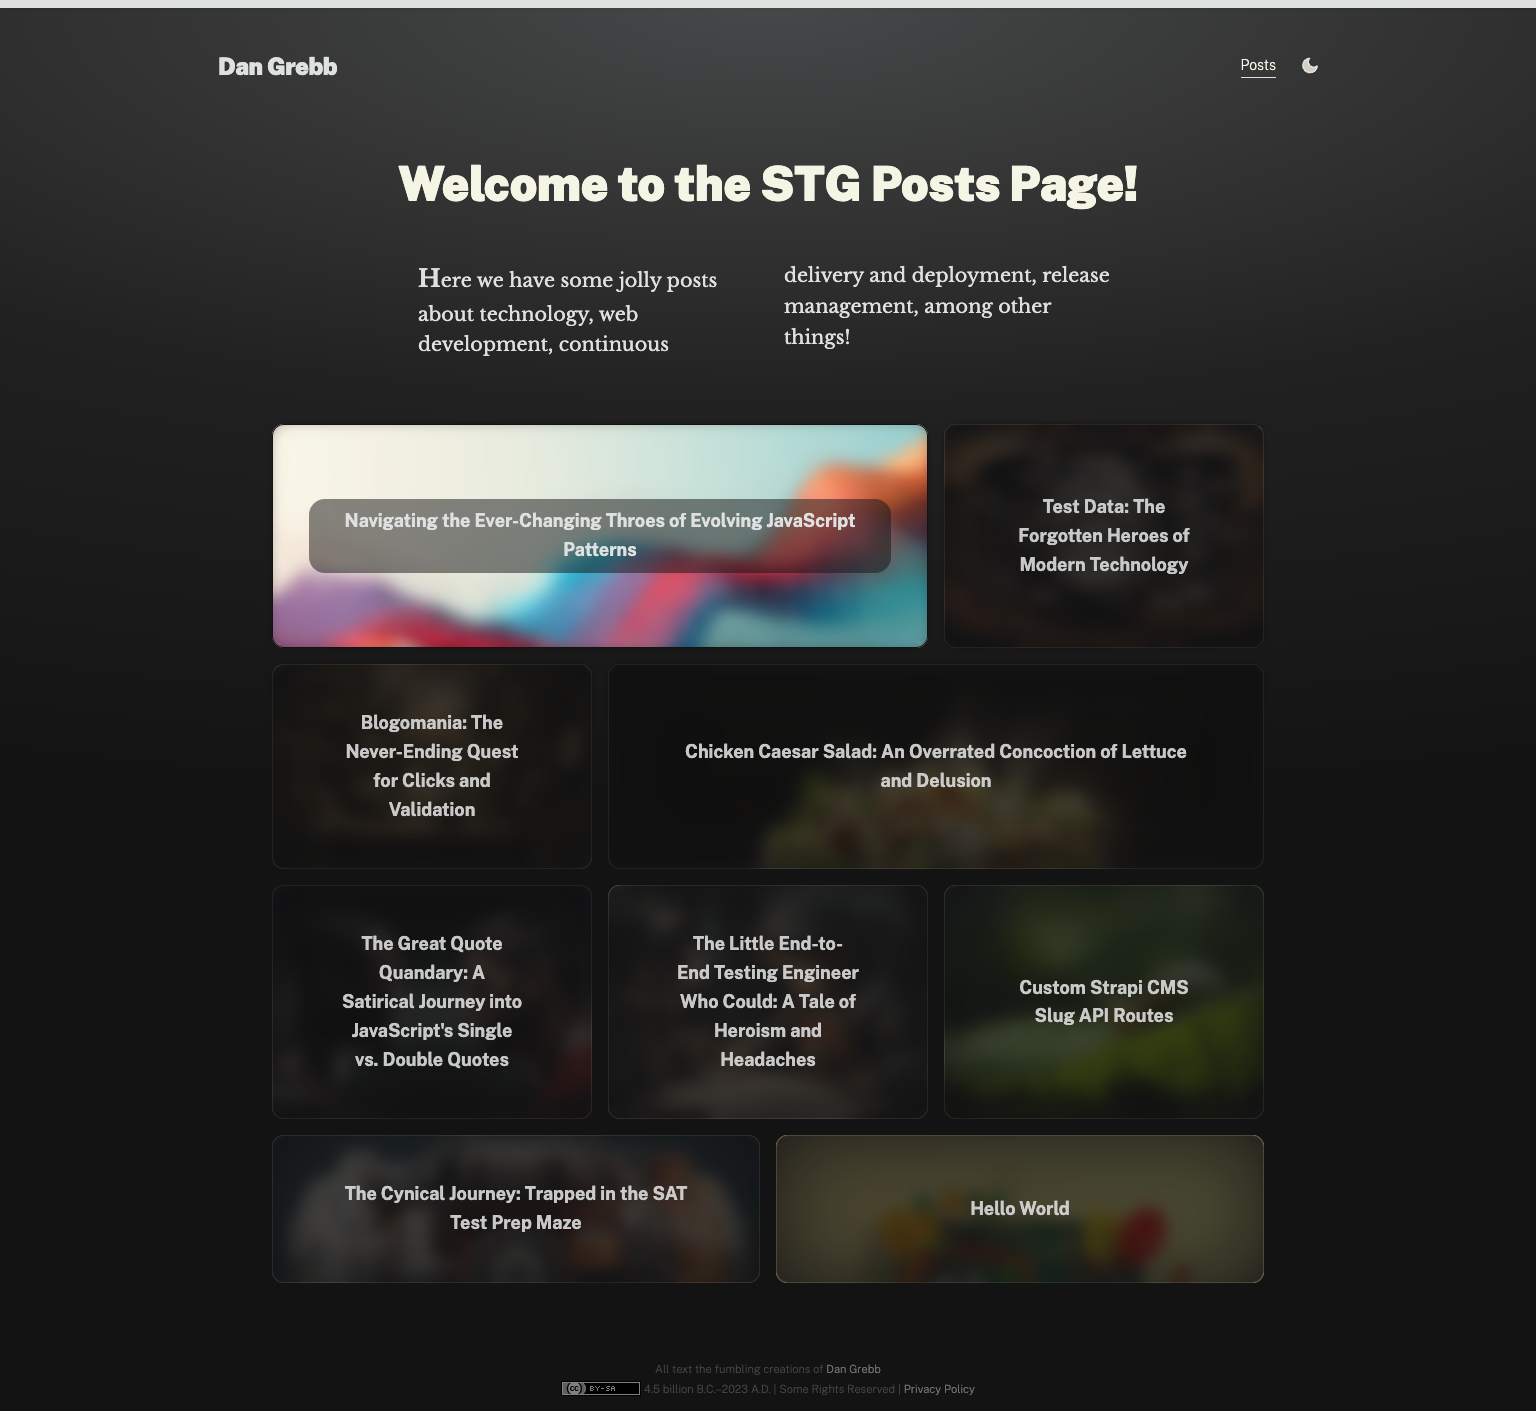 Dan Grebb
Posts
Welcome to the STG Posts Page!
Here we have some jolly posts
about technology, web
development, continuous
delivery and deployment, release
management, among other
things!
Navigating the Ever-Changing Throes of Evolving JavaScript
Patterns
Test Data: The
Forgotten Heroes of
Modern Technology
Blogomania: The
Never-Ending Quest
for Clicks and
Validation
Chicken Caesar Salad: An Overrated Concoction of Lettuce
and Delusion
The Great Quote
Quandary: A
Satirical Journey into
JavaScript's Single
vs. Double Quotes
The Little End-to-
End Testing Engineer
Who Could: A Tale of
Heroism and
Headaches
Custom Strapi CMS
Slug API Routes
The Cynical Journey: Trapped in the SAT
Test Prep Maze
Hello World
All text the fumbling creations of Dan Grebb
cc BY-SA 4.5 billion B.C.–2023 A.D. | Some Rights Reserved | Privacy Policy